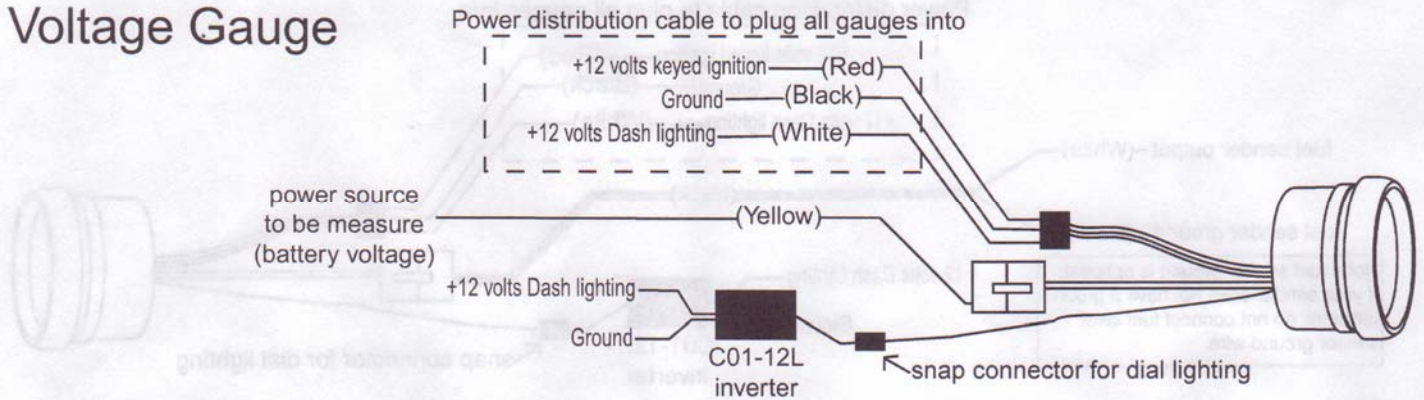 Voltage Gauge
Power distribution cable to plug all gauges into
+12 volts keyed ignition (Red)
Ground (Black)
+12 volts Dash lighting (White)
power source
to be measure
(battery voltage)
(Yellow)
+12 volts Dash lighting
Ground
C01-12L
inverter
snap connector for dial lighting